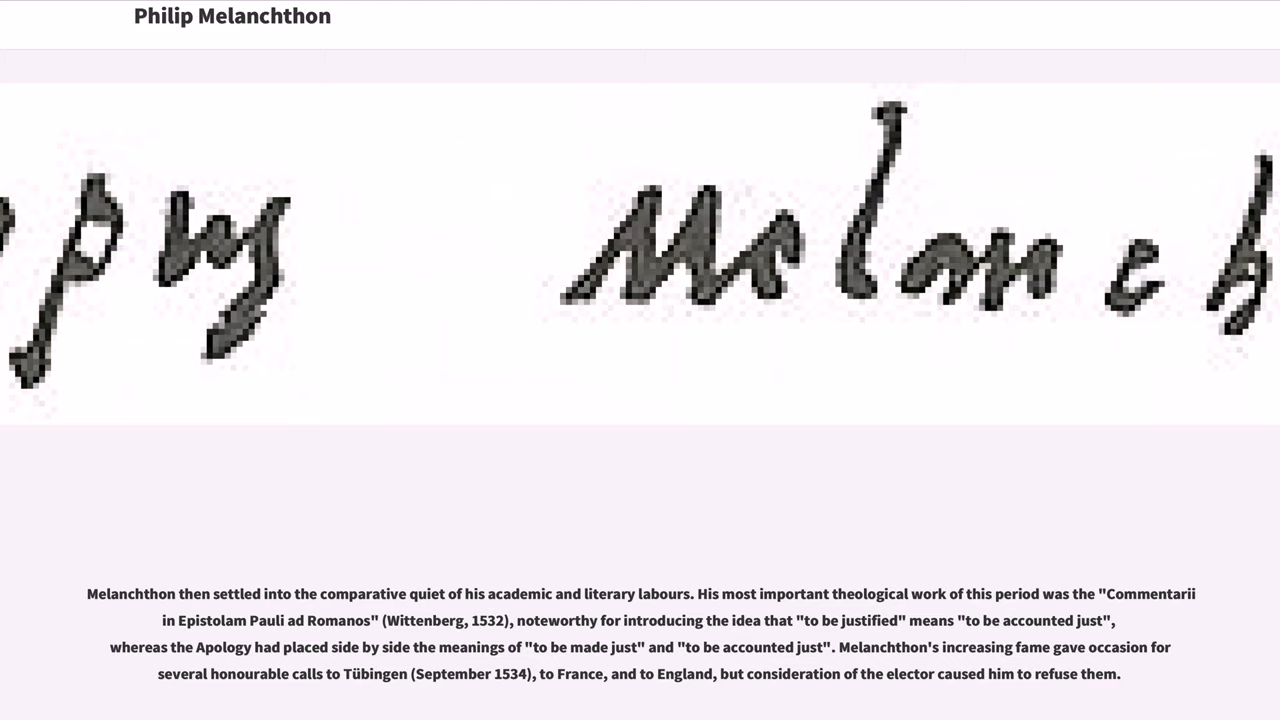 Philip Melanchthon
pus Melanch
Melanchthon then settled into the comparative quiet of his academic and literary labours. His most important theological work of this period was the "Commentarii
in Epistolam Pauli ad Romanos" (Wittenberg, 1532), noteworthy for introducing the idea that "to be justified" means "to be accounted just",
whereas the Apology had placed side by side the meanings of "to be made just" and "to be accounted just". Melanchthon's increasing fame gave occasion for
several honourable calls to Tübingen (September 1534), to France, and to England, but consideration of the elector caused him to refuse them.